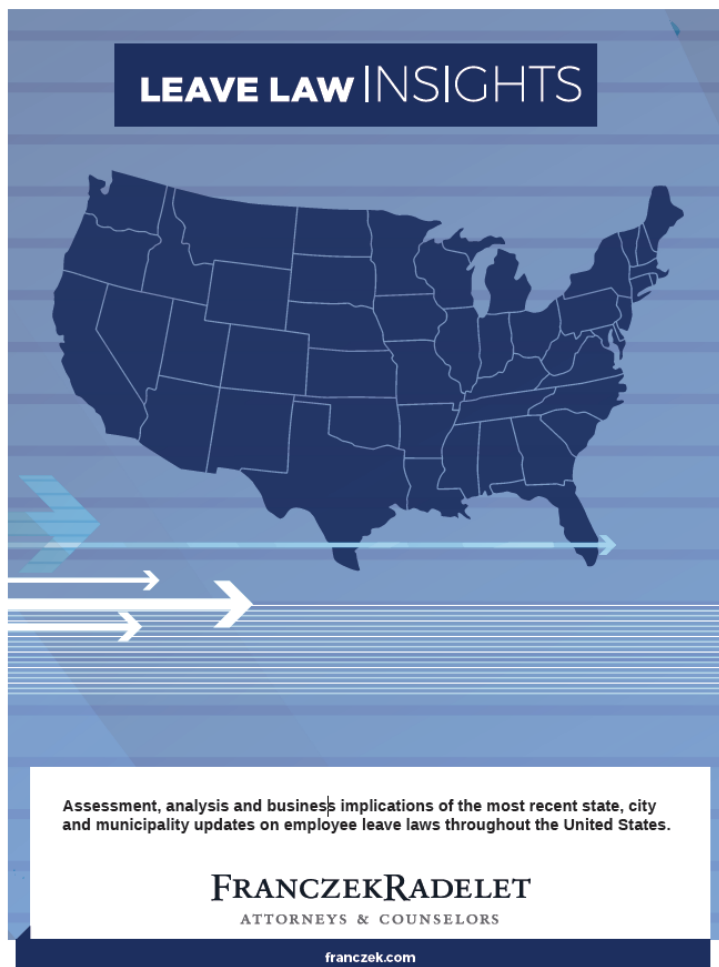 LEAVE LAW INSIGHTS
Assessment, analysis and business implications of the most recent state, city
and municipality updates on employee leave laws throughout the United States.
FRANCZEKRADELET
ATTORNEYS & COUNSELORS
franczek.com